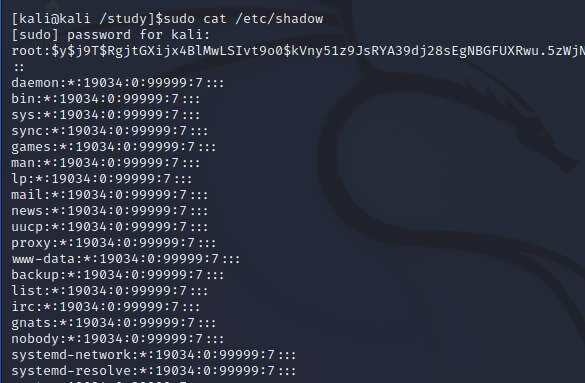 [kali@kali /study]$sudo cat /etc/shadow
[sudo] password for kali:
root:$y$j9T$RgjtGXijx4BlMwLSIvt9o0$kVny51z9JsRYA39dj28sEgNBGFUXRwu.5zWjN
::
daemon:*:19034:0:99999:7:::
bin:*:19034:0:99999:7:::
sys:*:19034:0:99999:7:::
sync:*:19034:0:99999:7:::
games:*:19034:0:99999:7:::
man:*:19034:0:99999:7:::
lp:*:19034:0:99999:7:::
mail:*:19034:0:99999:7:::
news:*:19034:0:99999:7:::
uucp:*:19034:0:99999:7:::
proxy:*:19034:0:99999:7:::
www-data:*:19034:0:99999:7:::
backup:*:19034:0:99999:7:::
list:*:19034:0:99999:7:::
irc:*:19034:0:99999:7:::
gnats:*:19034:0:99999:7:::
nobody:*:19034:0:99999:7:::
systemd-network:*:19034:0:99999:7:::
systemd-resolve:*:19034:0:99999:7:::